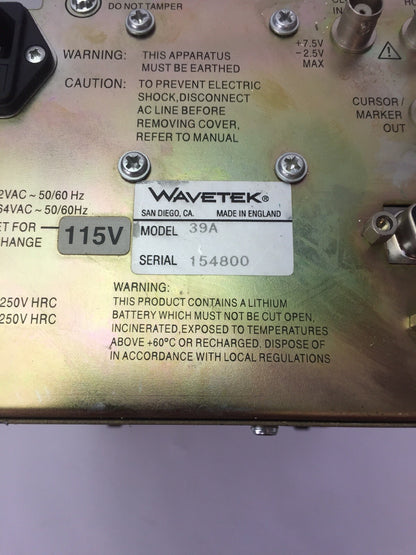 DO NOT TAMPER
IN
+7.5V
-2.5V
MAX
WARNING: THIS APPARATUS
MUST BE EARTHED
CAUTION: TO PREVENT ELECTRIC
SHOCK,DISCONNECT
AC LINE BEFORE
REMOVING COVER,
REFER TO MANUAL
CURSOR/
MARKER
OUT
WAVETEK®
SAN DIEGO, CA. MADE IN ENGLAND
MODEL 39A
SERIAL 154800
2VAC ~ 50/60 Hz
64VAC ~ 50/60Hz
ET FOR
CHANGE
115V
250V HRC
250V HRC
WARNING:
THIS PRODUCT CONTAINS A LITHIUM
BATTERY WHICH MUST NOT BE CUT OPEN,
INCINERATED,EXPOSED TO TEMPERATURES
ABOVE +60°C OR RECHARGED. DISPOSE OF
IN ACCORDANCE WITH LOCAL REGULATIONS